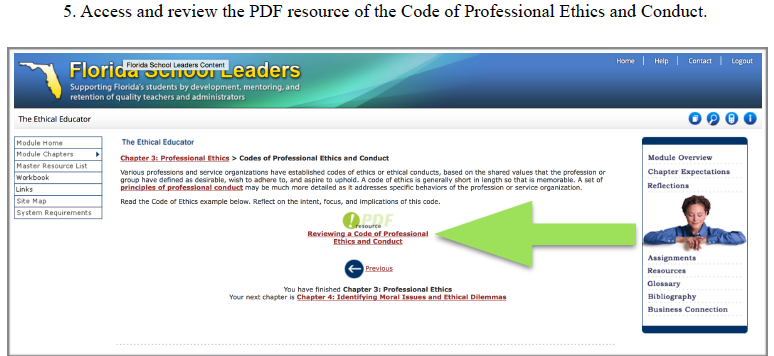 5. Access and review the PDF resource of the Code of Professional Ethics and Conduct.
Florida School Leaders
Florida School Leaders Content
Supporting Florida's students by development, mentoring, and
retention of quality teachers and administrators
Home | Help | Contact | Logout
The Ethical Educator
Module Home
Module Chapters
Master Resource List
Workbook
Links
Site Map
System Requirements
The Ethical Educator
Chapter 3: Professional Ethics > Codes of Professional Ethics and Conduct
Various professions and service organizations have established codes of ethics or ethical conducts, based on the shared values that the profession or
group have defined as desirable, wish to adhere to, and aspire to uphold. A code of ethics is generally short in length so that is memorable. A set of
principles of professional conduct may be much more detailed as it addresses specific behaviors of the profession or service organization.
Read the Code of Ethics example below. Reflect on the intent, focus, and implications of this code.
PDF
resource
Reviewing a Code of Professional
Ethics and Conduct
Previous
You have finished Chapter 3: Professional Ethics
Your next chapter is Chapter 4: Identifying Moral Issues and Ethical Dilemmas
Module Overview
Chapter Expectations
Reflections
Assignments
Resources
Glossary
Bibliography
Business Connection